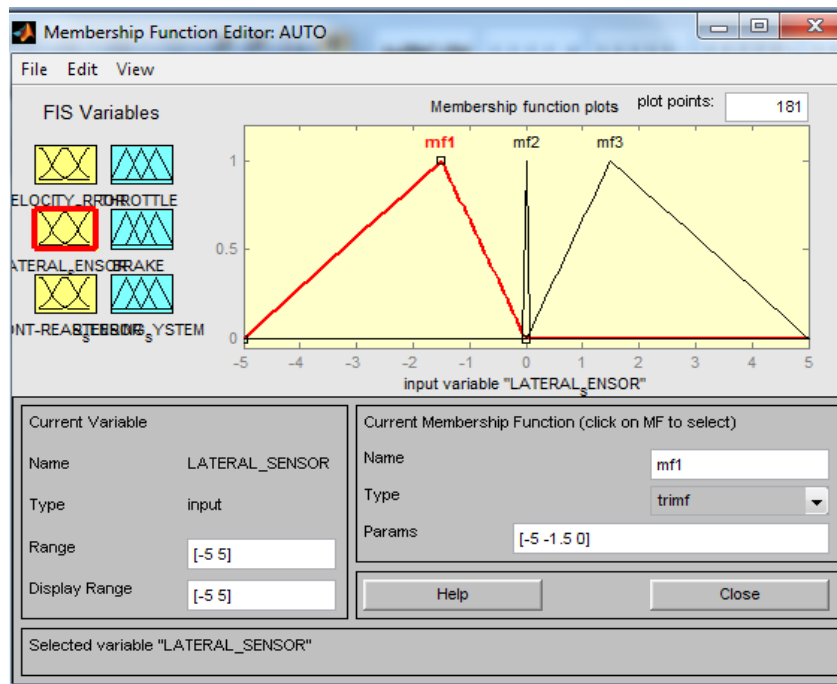 Membership Function Editor: AUTO
File Edit View
FIS Variables
Membership function plots plot points: 181
mf1 mf2 mf3
1
0.5
0
-5 -4 -3 -2 -1 0 1 2 3 4 5
input variable "LATERALSENSOR"
THROTTLE
BRAKE
Current Variable
Name LATERAL_SENSOR
Type input
Range [-5 5]
Display Range [-5 5]
Current Membership Function (click on MF to select)
Name mf1
Type trimf
Params [-5 -1.5 0]
Help Close
Selected variable "LATERAL_SENSOR"